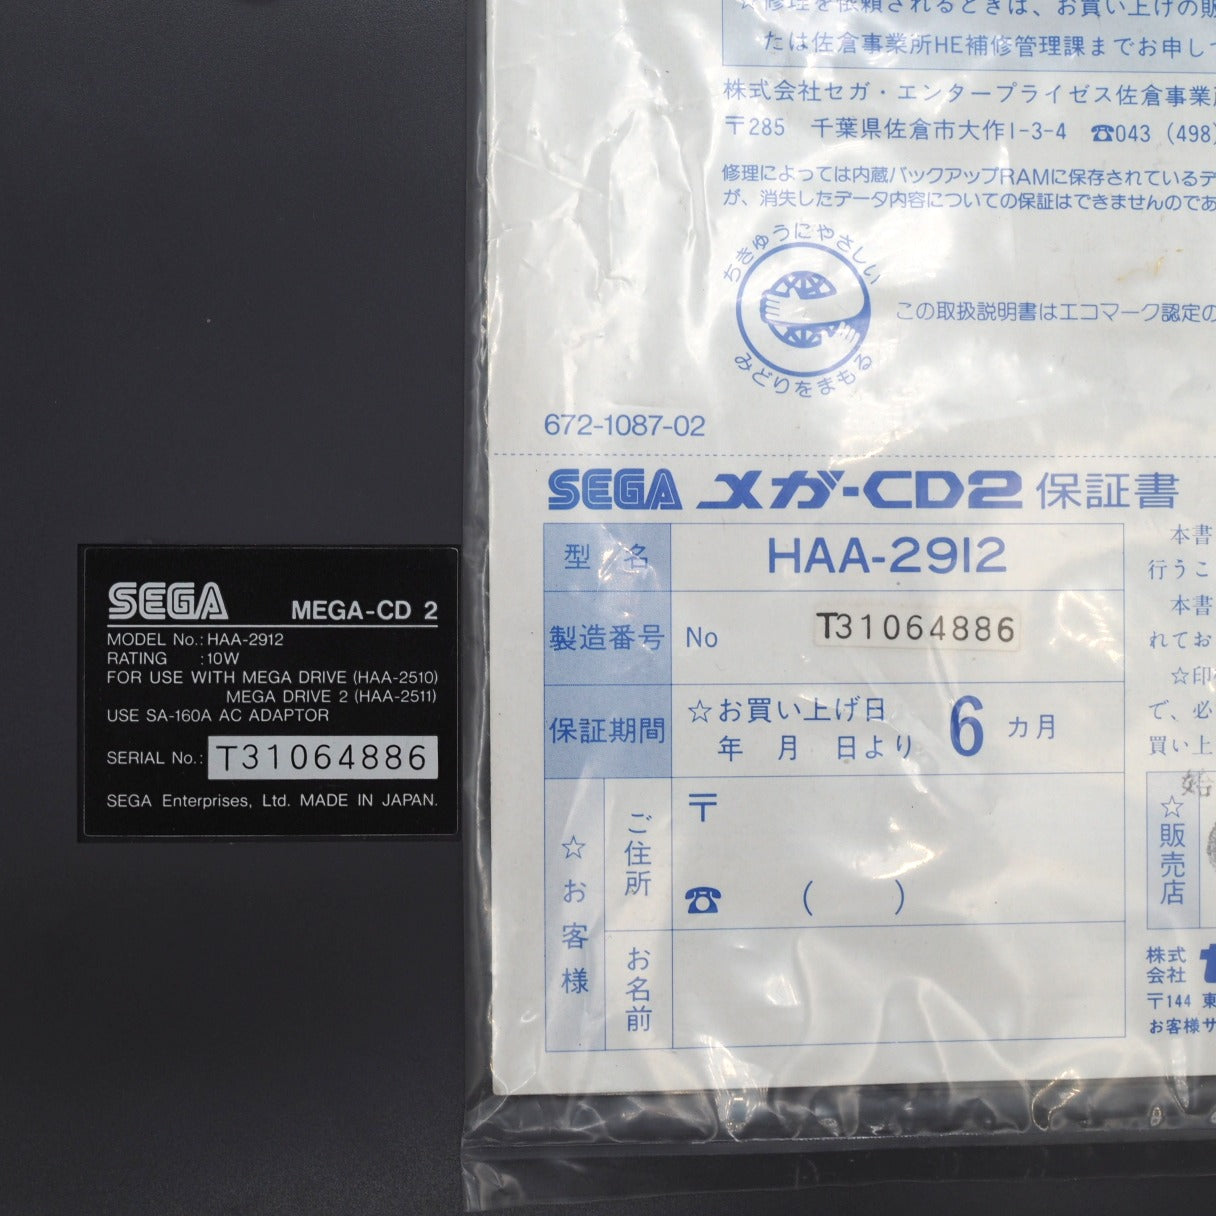 SEGA MEGA-CD 2
MODEL No.: HAA-2912
RATING :10W
FOR USE WITH MEGA DRIVE (HAA-2510)
MEGA DRIVE 2 (HAA-2511)
USE SA-160A AC ADAPTOR
SERIAL No.: T31064886
SEGA Enterprises, Ltd. MADE IN JAPAN.
☆修理を依頼されるときは、お買い上げの販
たは佐倉事業所HE補修管理課までお申し
株式会社セガ・エンタープライゼス佐倉事業
〒285 千葉県佐倉市大作1-3-4 ☎043 (498)
修理によっては内蔵バックアップRAMに保存されているデ
が、消失したデータ内容についての保証はできませんのであ
ちきゅうにやさしい
みどりをまもる
この取扱説明書はエコマーク認定の
672-1087-02
SEGA メガ-CD2 保証書
型名 HAA-2912
製造番号 No T31064886
保証期間 ☆お買い上げ日
年 月 日より 6 カ月
☆お客様
ご住所 〒
☎ ( )
お名前
本書
行うこ
本書
れてお
☆印
で、必
買い上
☆販売店
株式会社
〒144 東
お客様サ